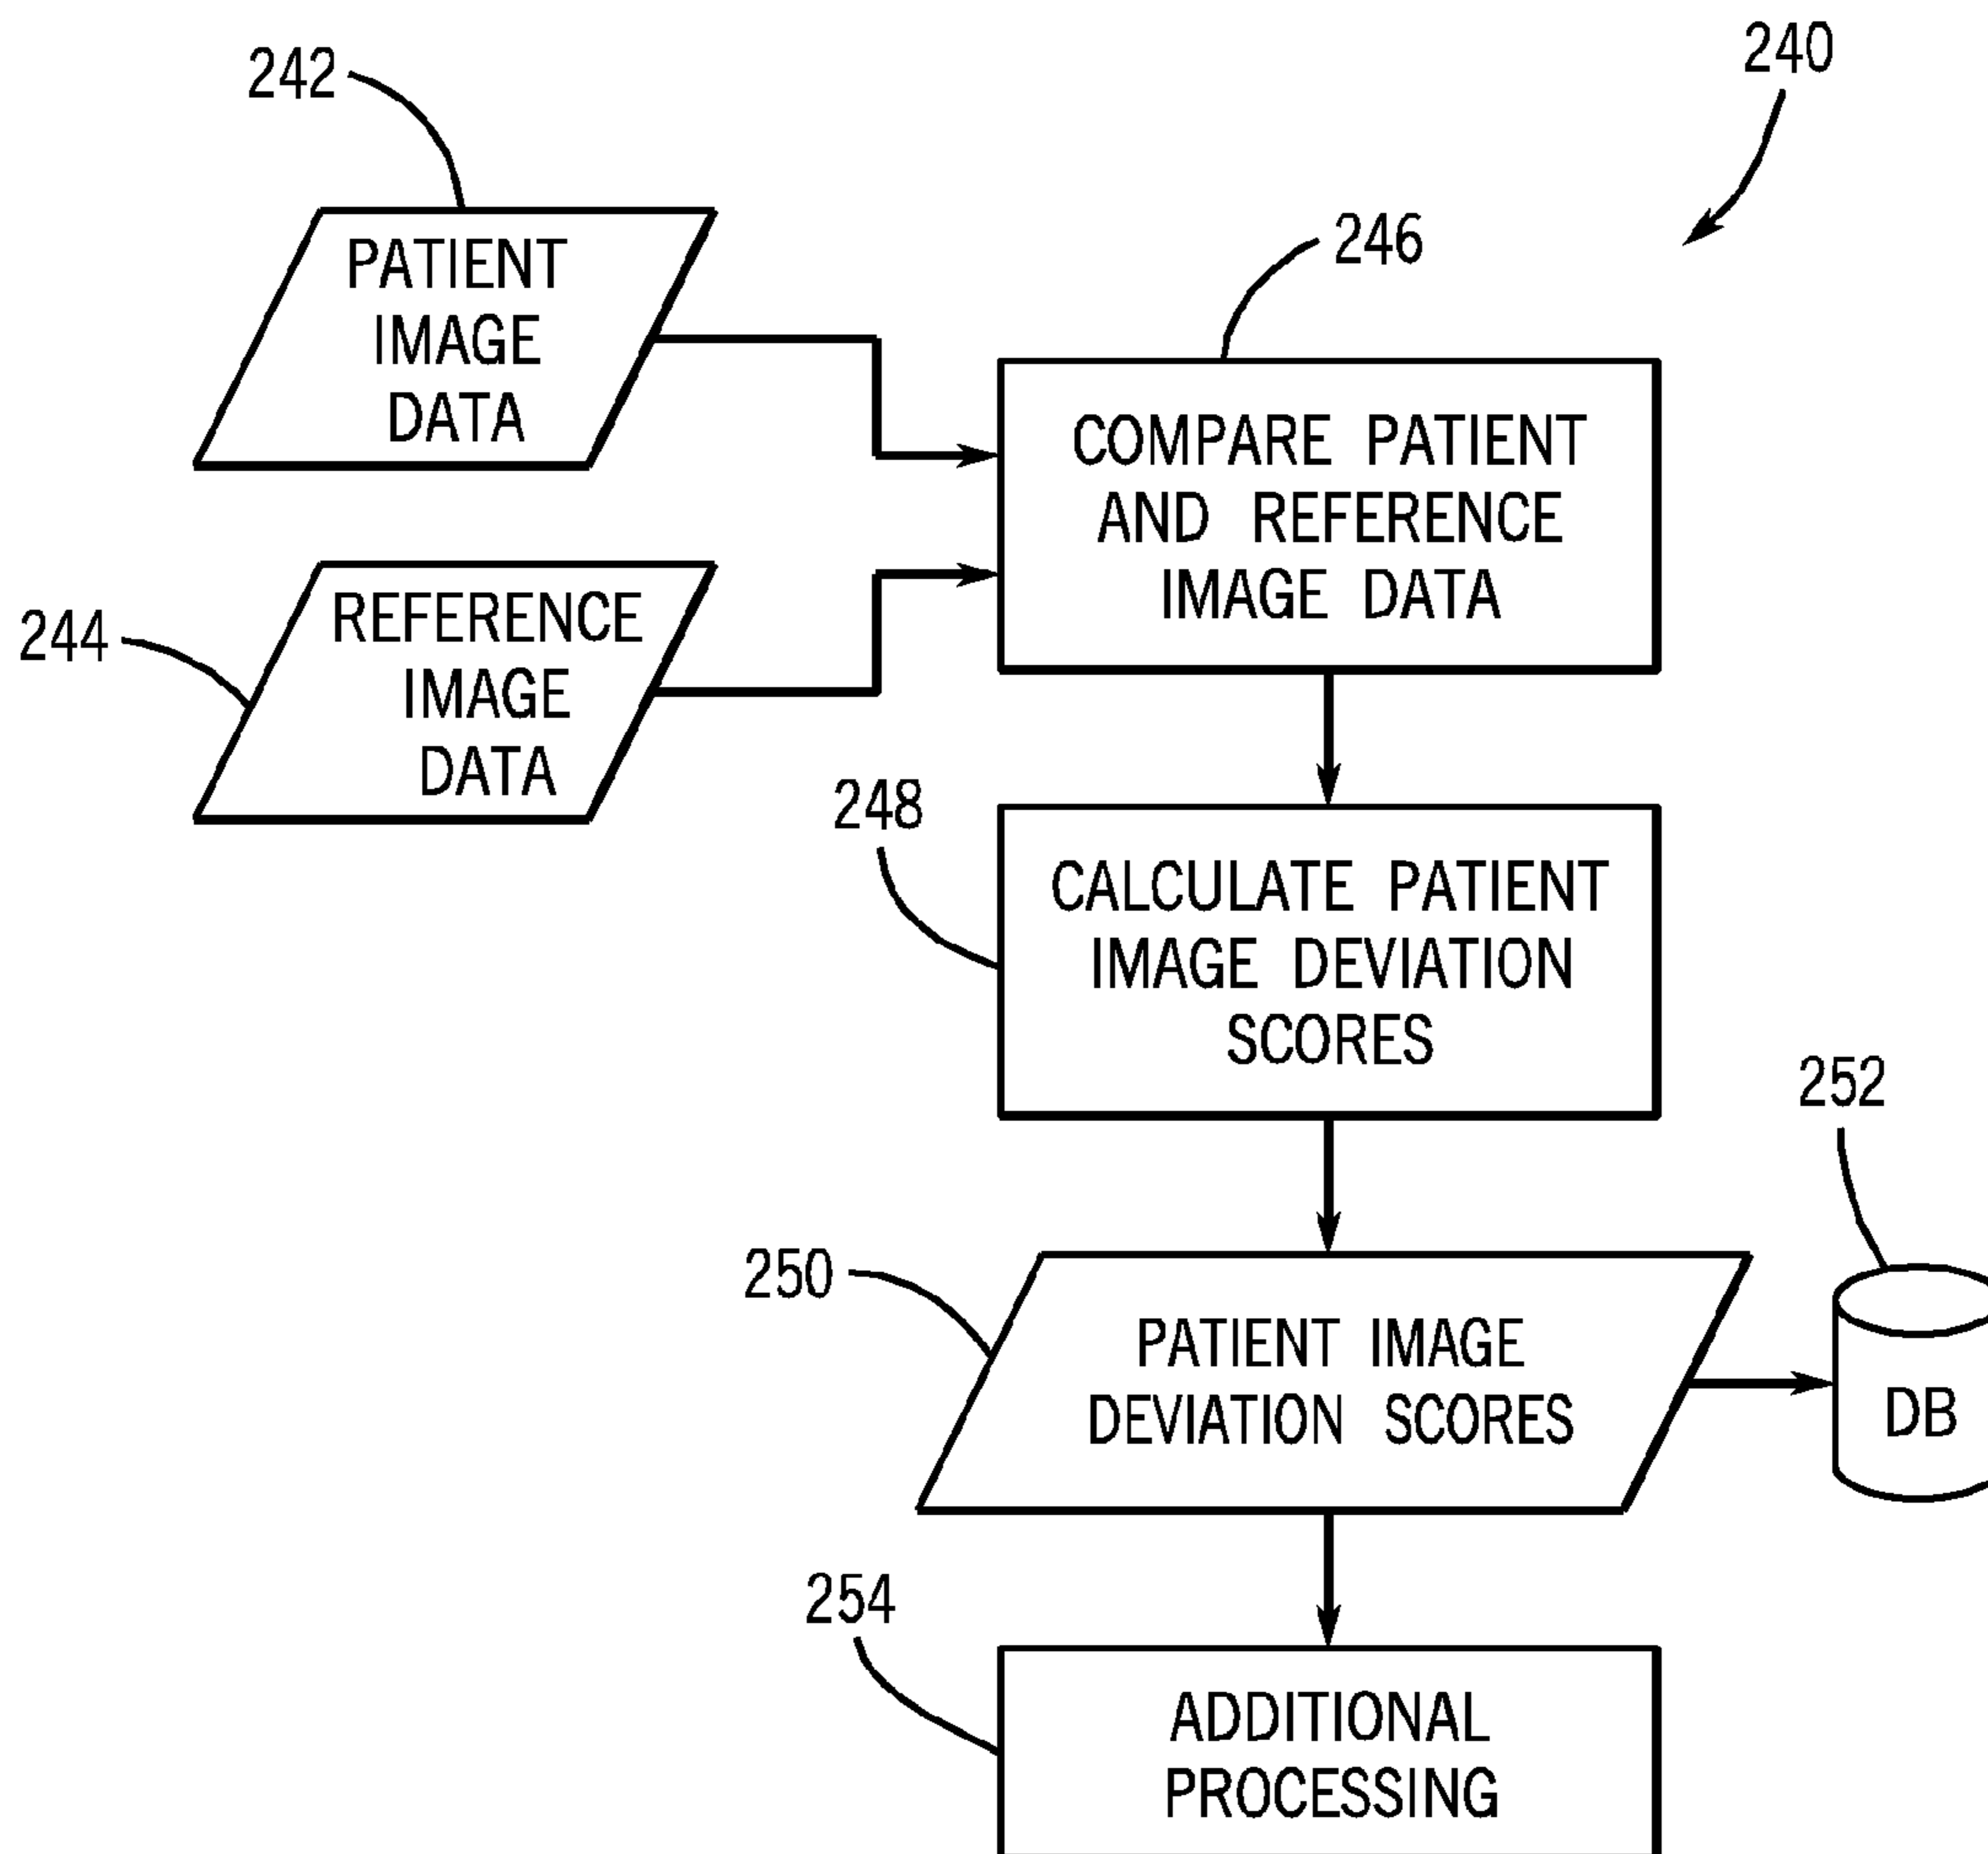 240
242
PATIENT
IMAGE
DATA
246
COMPARE PATIENT
AND REFERENCE
IMAGE DATA
244
REFERENCE
IMAGE
DATA
248
CALCULATE PATIENT
IMAGE DEVIATION
SCORES
250
PATIENT IMAGE
DEVIATION SCORES
252
DB
254
ADDITIONAL
PROCESSING